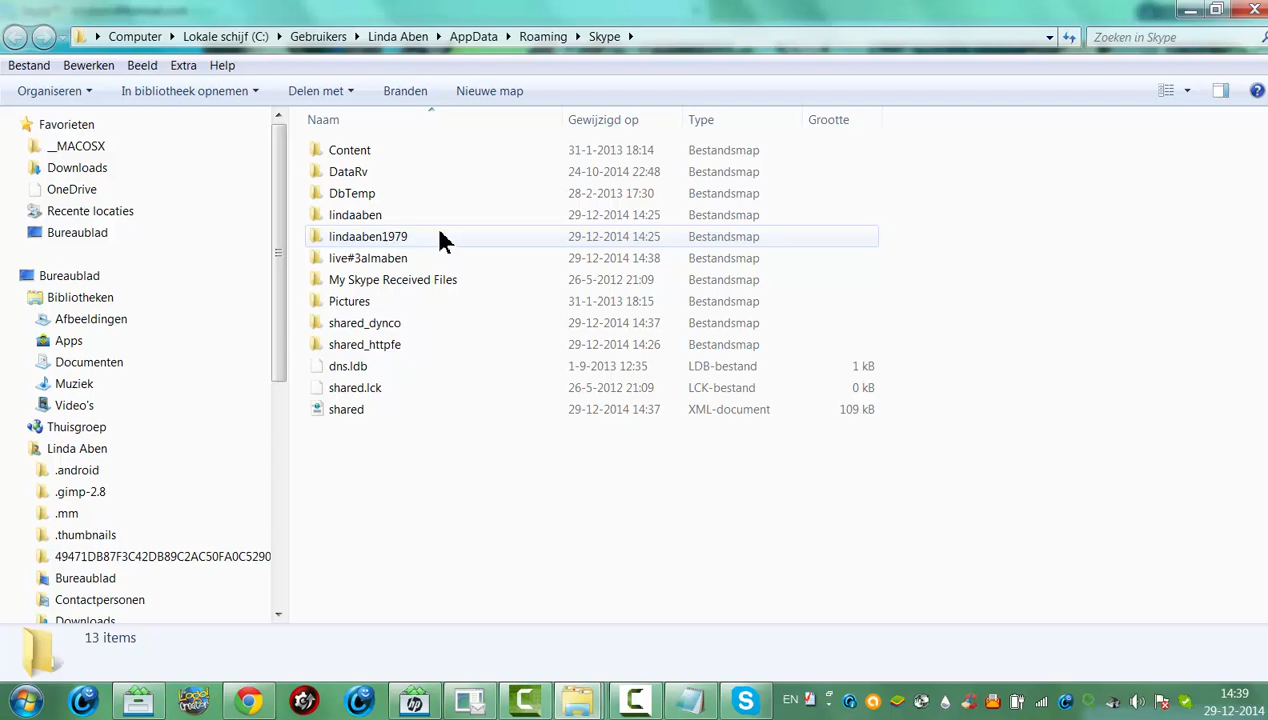 Computer Lokale schijf (C:) Gebruikers Linda Aben AppData Roaming Skype
Zoeken in Skype
Bestand Bewerken Beeld Extra Help
Organiseren In bibliotheek opnemen Delen met Branden Nieuwe map
Naam Gewijzigd op Type Grootte
Favorieten
__MACOSX
Downloads
OneDrive
Recente locaties
Bureaublad
Bureaublad
Bibliotheken
Afbeeldingen
Apps
Documenten
Muziek
Video's
Thuisgroep
Linda Aben
.android
.gimp-2.8
.mm
.thumbnails
49471DB87F3C42DB89C2AC50FA0C5290
Bureaublad
Contactpersonen
Downloads
Content 31-1-2013 18:14 Bestandsmap
DataRv 24-10-2014 22:48 Bestandsmap
DbTemp 28-2-2013 17:30 Bestandsmap
lindaaben 29-12-2014 14:25 Bestandsmap
lindaaben1979 29-12-2014 14:25 Bestandsmap
live#3almaben 29-12-2014 14:38 Bestandsmap
My Skype Received Files 26-5-2012 21:09 Bestandsmap
Pictures 31-1-2013 18:15 Bestandsmap
shared_dynco 29-12-2014 14:37 Bestandsmap
shared_httpfe 29-12-2014 14:26 Bestandsmap
dns.ldb 1-9-2013 12:35 LDB-bestand 1 kB
shared.lck 26-5-2012 21:09 LCK-bestand 0 kB
shared 29-12-2014 14:37 XML-document 109 kB
13 items
EN
14:39
29-12-2014